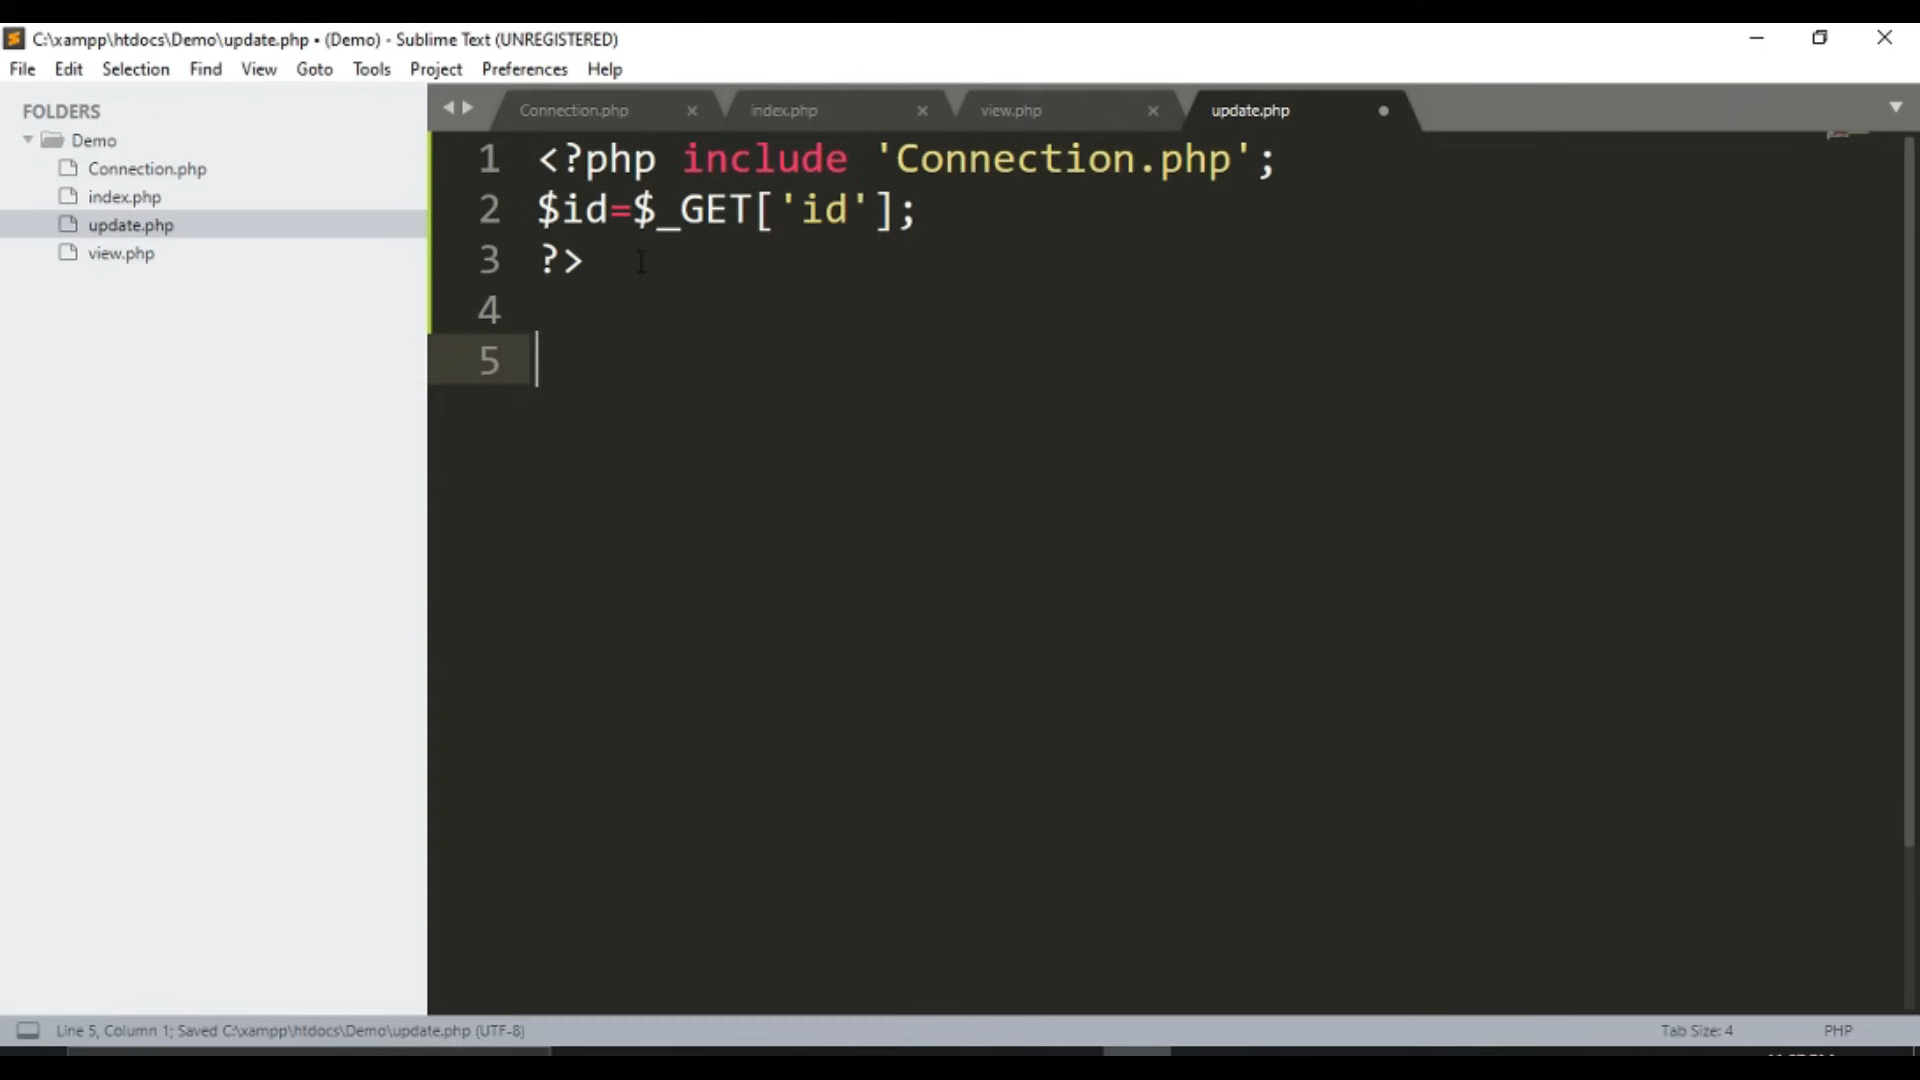 C:\xampp\htdocs\Demo\update.php • (Demo) - Sublime Text (UNREGISTERED)
File Edit Selection Find View Goto Tools Project Preferences Help
FOLDERS
Demo
Connection.php
index.php
update.php
view.php
Connection.php index.php view.php update.php
1 <?php include 'Connection.php';
2 $id=$_GET['id'];
3 ?>
4
5
Line 5, Column 1; Saved C:\xampp\htdocs\Demo\update.php (UTF-8) Tab Size: 4 PHP